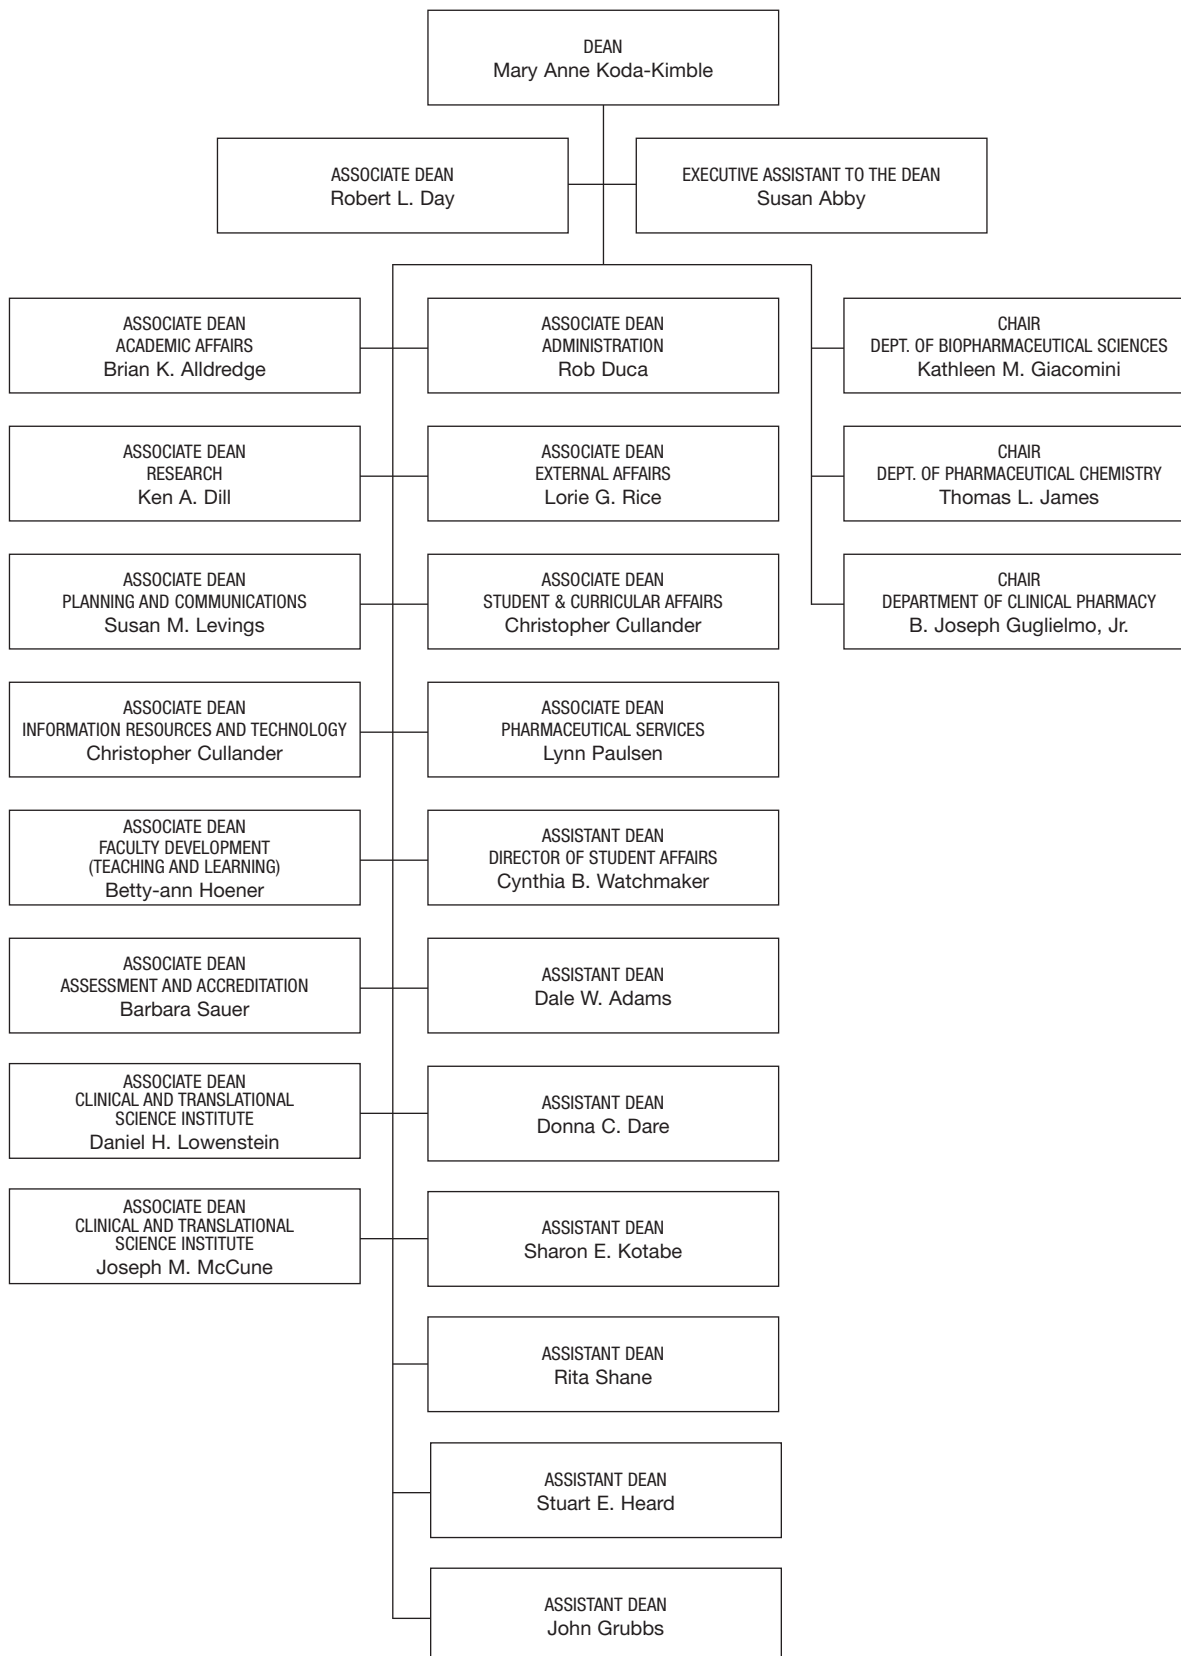 DEAN
Mary Anne Koda-Kimble
ASSOCIATE DEAN
Robert L. Day
EXECUTIVE ASSISTANT TO THE DEAN
Susan Abby
ASSOCIATE DEAN
ACADEMIC AFFAIRS
Brian K. Alldredge
ASSOCIATE DEAN
ADMINISTRATION
Rob Duca
CHAIR
DEPT. OF BIOPHARMACEUTICAL SCIENCES
Kathleen M. Giacomini
ASSOCIATE DEAN
RESEARCH
Ken A. Dill
ASSOCIATE DEAN
EXTERNAL AFFAIRS
Lorie G. Rice
CHAIR
DEPT. OF PHARMACEUTICAL CHEMISTRY
Thomas L. James
ASSOCIATE DEAN
PLANNING AND COMMUNICATIONS
Susan M. Levings
ASSOCIATE DEAN
STUDENT & CURRICULAR AFFAIRS
Christopher Cullander
CHAIR
DEPARTMENT OF CLINICAL PHARMACY
B. Joseph Guglielmo, Jr.
ASSOCIATE DEAN
INFORMATION RESOURCES AND TECHNOLOGY
Christopher Cullander
ASSOCIATE DEAN
PHARMACEUTICAL SERVICES
Lynn Paulsen
ASSOCIATE DEAN
FACULTY DEVELOPMENT
(TEACHING AND LEARNING)
Betty-ann Hoener
ASSISTANT DEAN
DIRECTOR OF STUDENT AFFAIRS
Cynthia B. Watchmaker
ASSOCIATE DEAN
ASSESSMENT AND ACCREDITATION
Barbara Sauer
ASSISTANT DEAN
Dale W. Adams
ASSOCIATE DEAN
CLINICAL AND TRANSLATIONAL
SCIENCE INSTITUTE
Daniel H. Lowenstein
ASSISTANT DEAN
Donna C. Dare
ASSOCIATE DEAN
CLINICAL AND TRANSLATIONAL
SCIENCE INSTITUTE
Joseph M. McCune
ASSISTANT DEAN
Sharon E. Kotabe
ASSISTANT DEAN
Rita Shane
ASSISTANT DEAN
Stuart E. Heard
ASSISTANT DEAN
John Grubbs